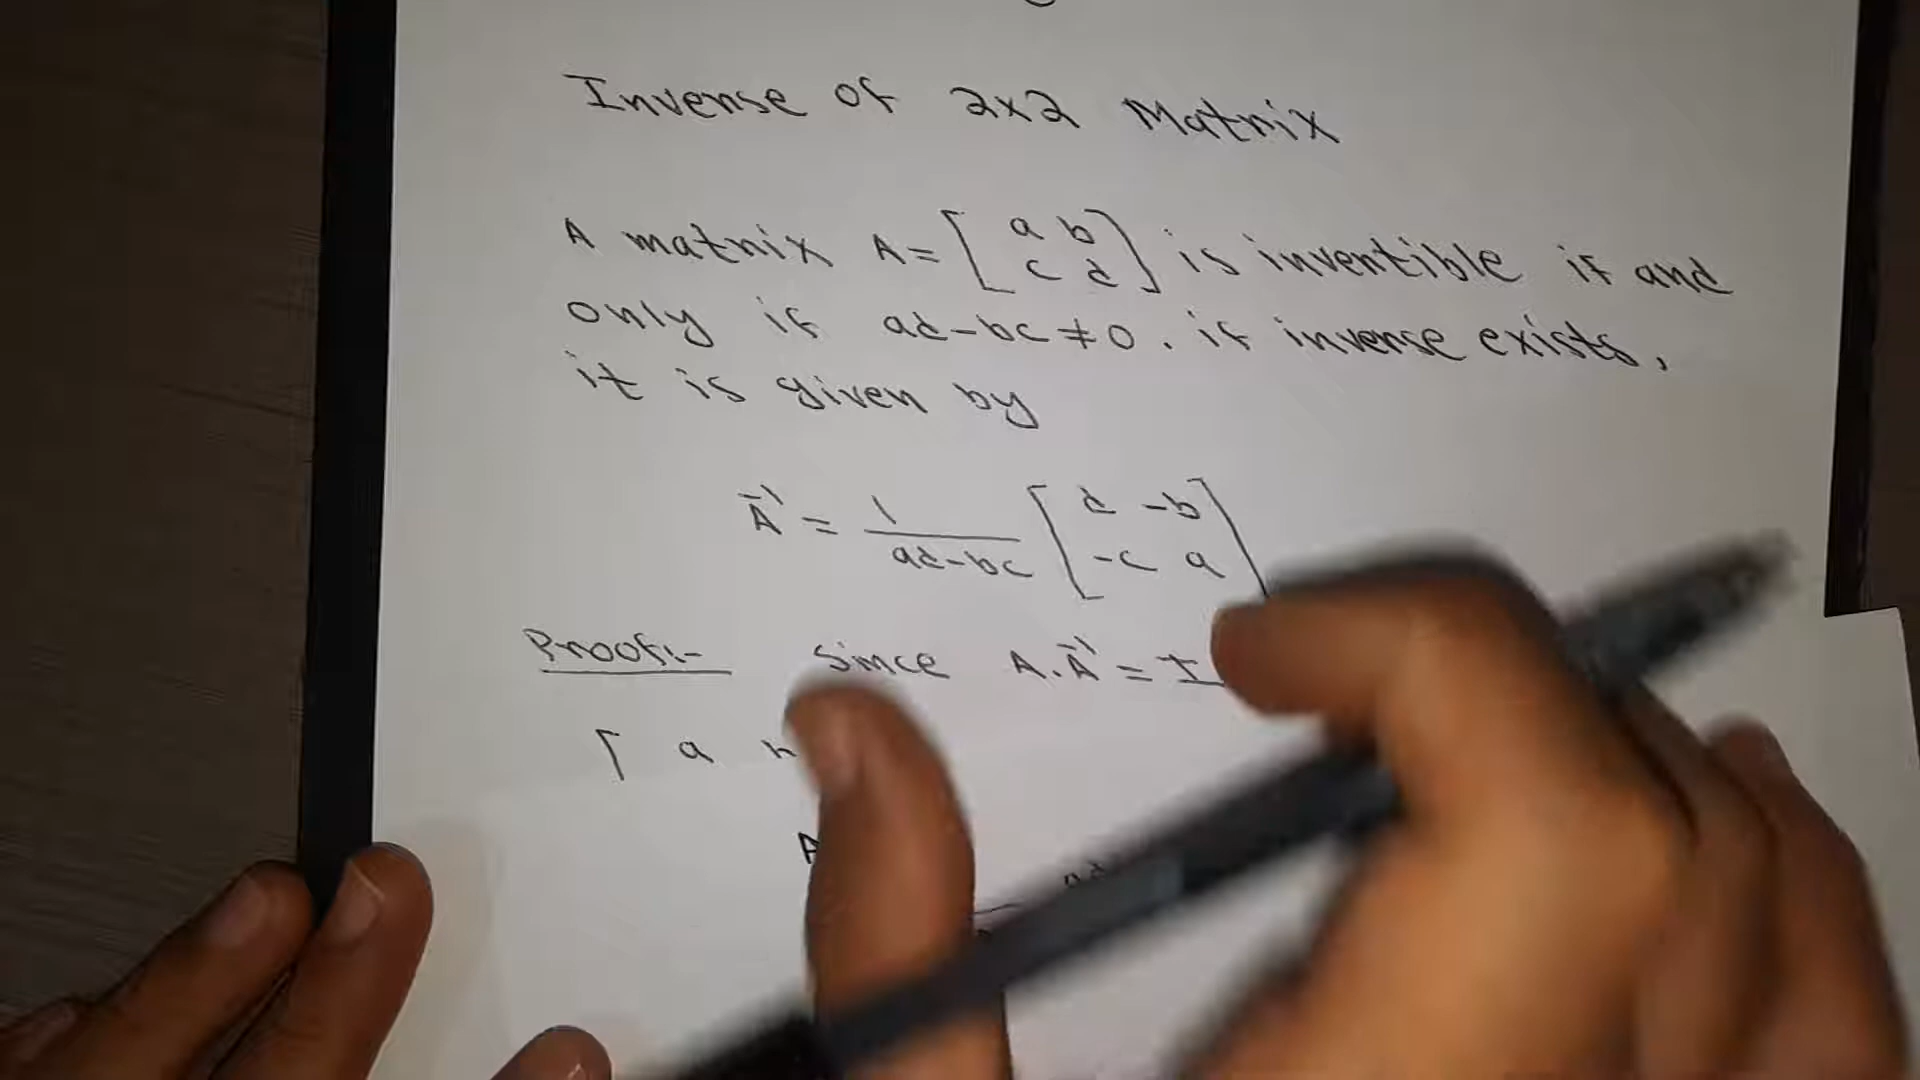 Inverse of 2x2 Matrix
A matrix A = [ a b
c d ] is invertible if and
only if ad-bc ≠ 0. if inverse exists,
it is given by
A⁻¹ = 1/(ad-bc) [ d -b
-c a ]
Proof:- Since A.A⁻¹ = I
[ a
A